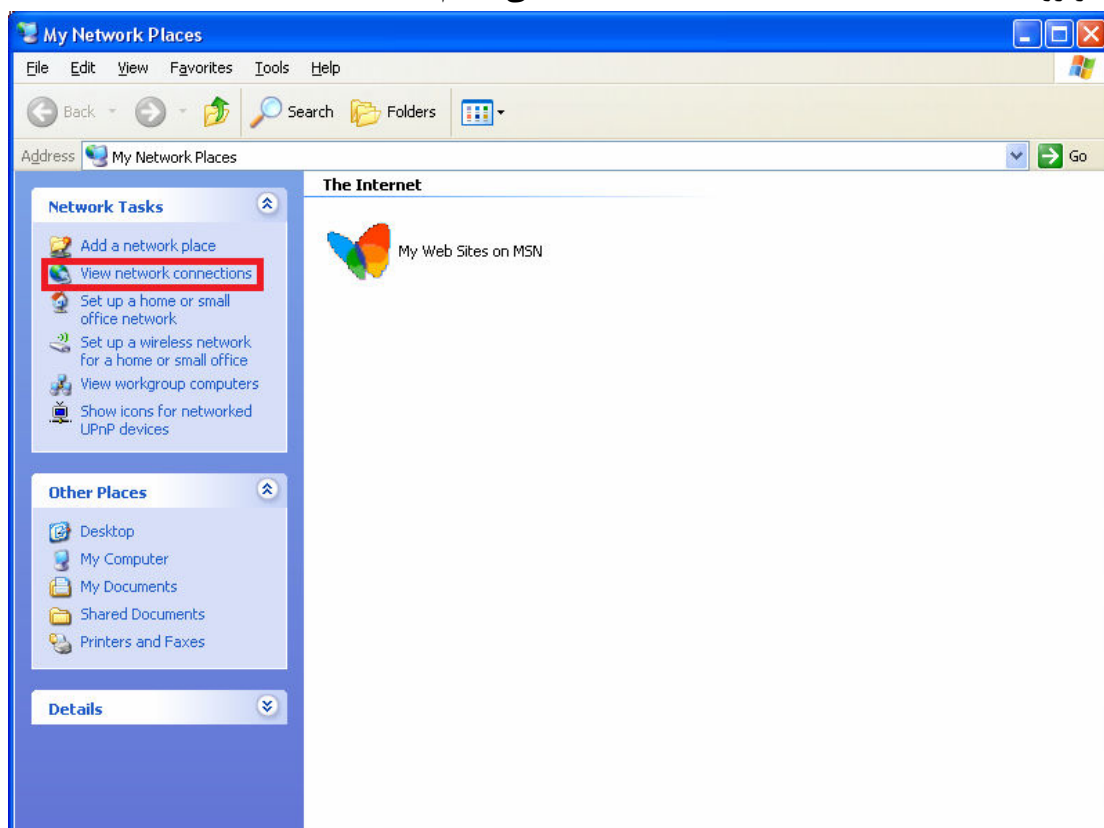 My Network Places
File Edit View Favorites Tools Help
Back Search Folders
Address My Network Places Go
Network Tasks
Add a network place
View network connections
Set up a home or small
office network
Set up a wireless network
for a home or small office
View workgroup computers
Show icons for networked
UPnP devices
Other Places
Desktop
My Computer
My Documents
Shared Documents
Printers and Faxes
Details
The Internet
My Web Sites on MSN